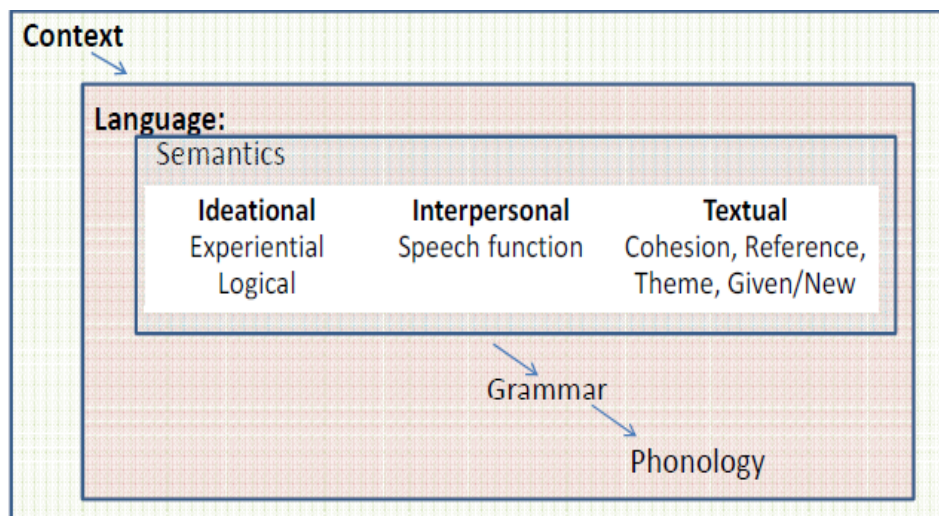 Context
Language:
Semantics
Ideational
Experiential
Logical
Interpersonal
Speech function
Textual
Cohesion, Reference,
Theme, Given/New
Grammar
Phonology